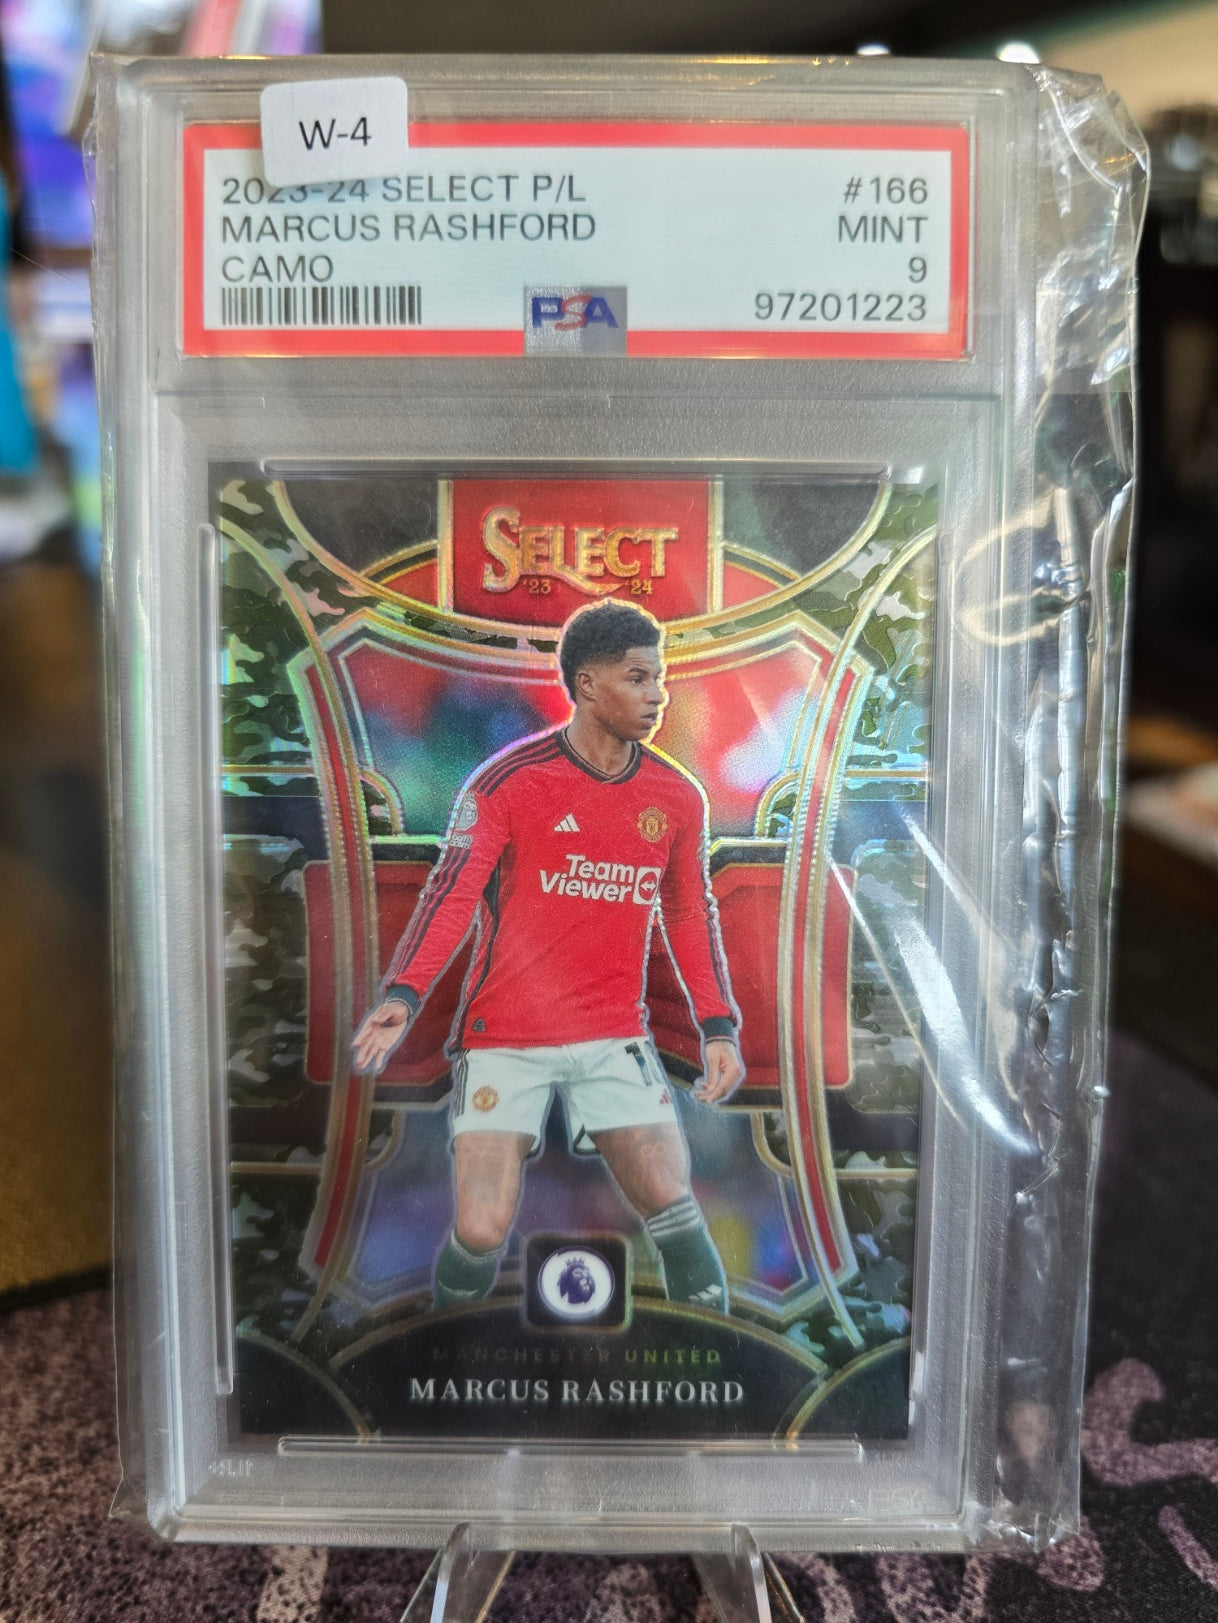 W-4
2023-24 SELECT P/L #166
MARCUS RASHFORD MINT
CAMO 9
PSA 97201223
SELECT
'23 '24
Team
Viewer
MANCHESTER UNITED
MARCUS RASHFORD